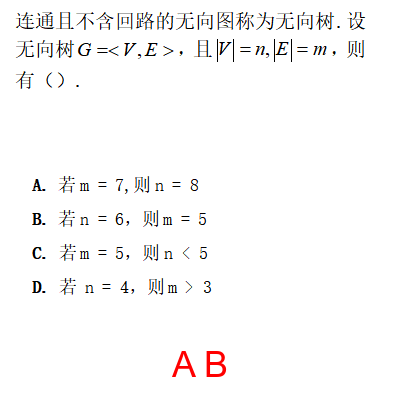 连通且不含回路的无向图称为无向树. 设
无向树G =< V, E >，且|V| = n, |E| = m，则
有（）.
A. 若m = 7,则n = 8
B. 若n = 6，则m = 5
C. 若m = 5，则n < 5
D. 若 n = 4，则m > 3
A B